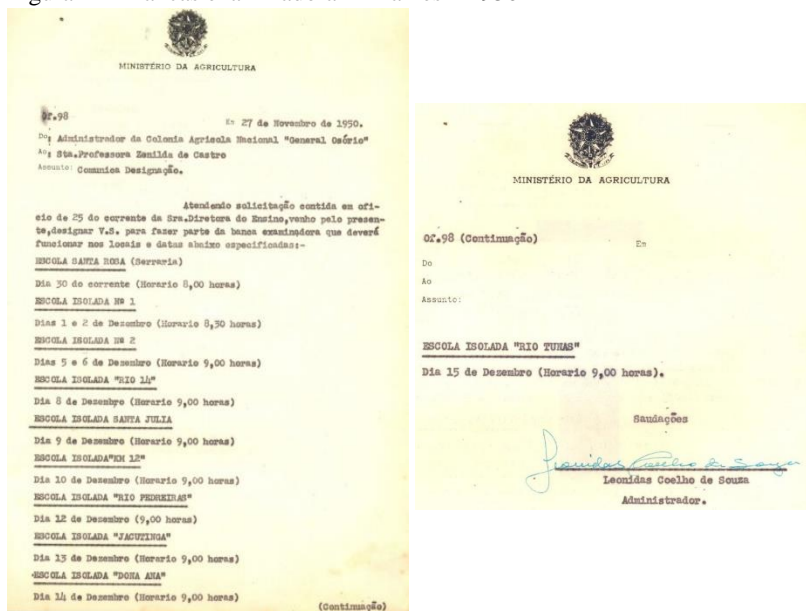 MINISTÉRIO DA AGRICULTURA
Of.98
Em 27 de Novembro de 1950.
Do: Administrador da Colonia Agricola Nacional "General Osório"
Ao: Sta.Professora Zenilda de Castro
Assunto: Comunica Designação.
Atendendo solicitação contida em ofi-
cio de 25 do corrente da Sra.Diretora do Ensino,venho pelo presen-
te,designar V.S. para fazer parte da banca examinadora que deverá
funcionar nos locais e datas abaixo especificadas:-
ESCOLA SANTA ROSA (Serraria)
Dia 30 do corrente (Horario 8,00 horas)
ESCOLA ISOLADA Nº 1
Dias 1 e 2 de Dezembro (Horario 8,30 horas)
ESCOLA ISOLADA Nº 2
Dias 5 e 6 de Dezembro (Horario 9,00 horas)
ESCOLA ISOLADA "RIO 14"
Dia 8 de Dezembro (Horario 9,00 horas)
ESCOLA ISOLADA SANTA JULIA
Dia 9 de Dezembro (Horario 9,00 horas)
ESCOLA ISOLADA"KM 12"
Dia 10 de Dezembro (Horario 9,00 horas)
ESCOLA ISOLADA "RIO PEDREIRAS"
Dia 12 de Dezembro (9,00 horas)
ESCOLA ISOLADA "JACUTINGA"
Dia 13 de Dezembro (Horario 9,00 horas)
ESCOLA ISOLADA "DONA ANA"
Dia 14 de Dezembro (Horario 9,00 horas)
(Continuação)
MINISTÉRIO DA AGRICULTURA
Of.98 (Continuação)
Em
Do
Ao
Assunto:
ESCOLA ISOLADA "RIO TUNAS"
Dia 15 de Dezembro (Horario 9,00 horas).
Saudações
Leonidas Coelho de Souza
Leonidas Coelho de Souza
Administrador.